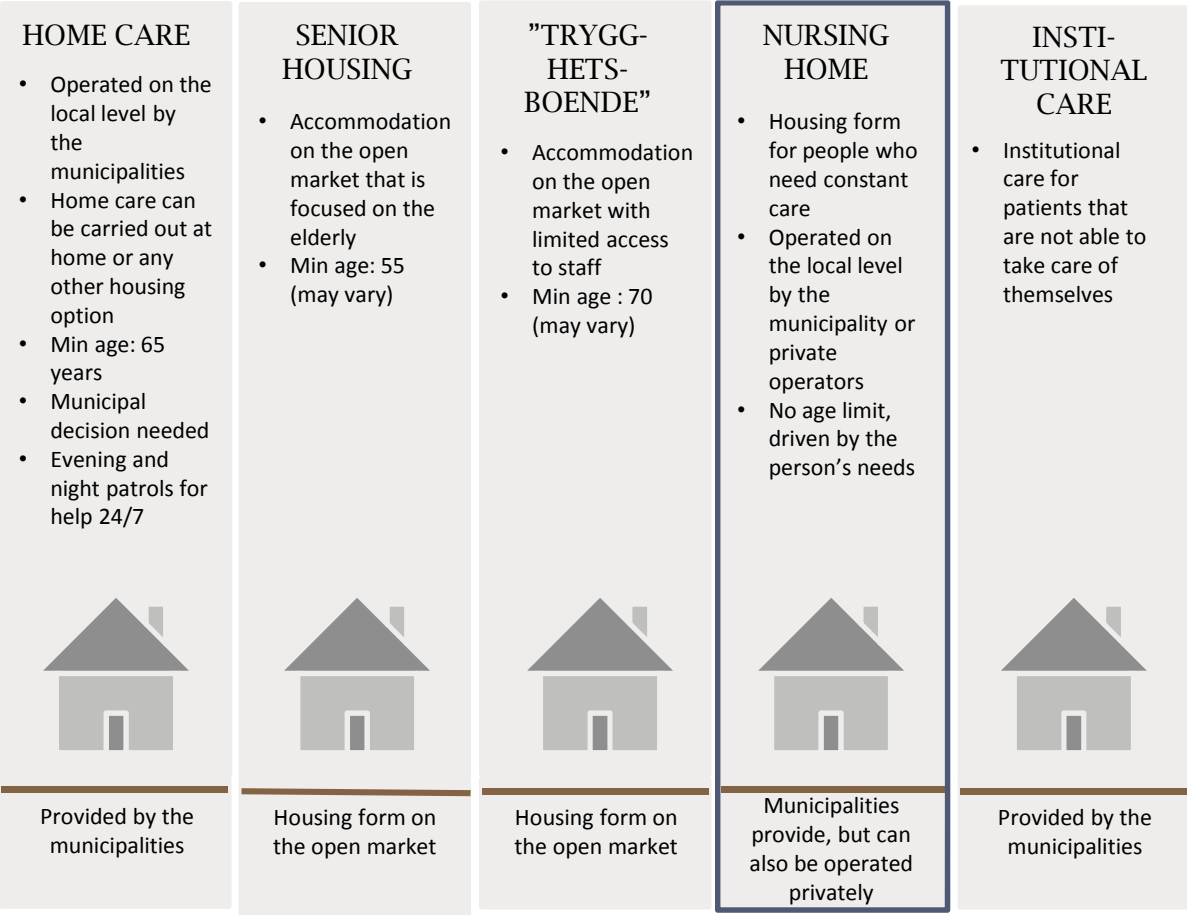 HOME CARE
• Operated on the
local level by
the
municipalities
• Home care can
be carried out at
home or any
other housing
option
• Min age: 65
years
• Municipal
decision needed
• Evening and
night patrols for
help 24/7
Provided by the
municipalities
SENIOR
HOUSING
• Accommodation
on the open
market that is
focused on the
elderly
• Min age: 55
(may vary)
Housing form on
the open market
”TRYGG-
HETS-
BOENDE”
• Accommodation
on the open
market with
limited access
to staff
• Min age : 70
(may vary)
Housing form on
the open market
NURSING
HOME
• Housing form
for people who
need constant
care
• Operated on
the local level
by the
municipality or
private
operators
• No age limit,
driven by the
person’s needs
Municipalities
provide, but can
also be operated
privately
INSTI-
TUTIONAL
CARE
• Institutional
care for
patients that
are not able to
take care of
themselves
Provided by the
municipalities